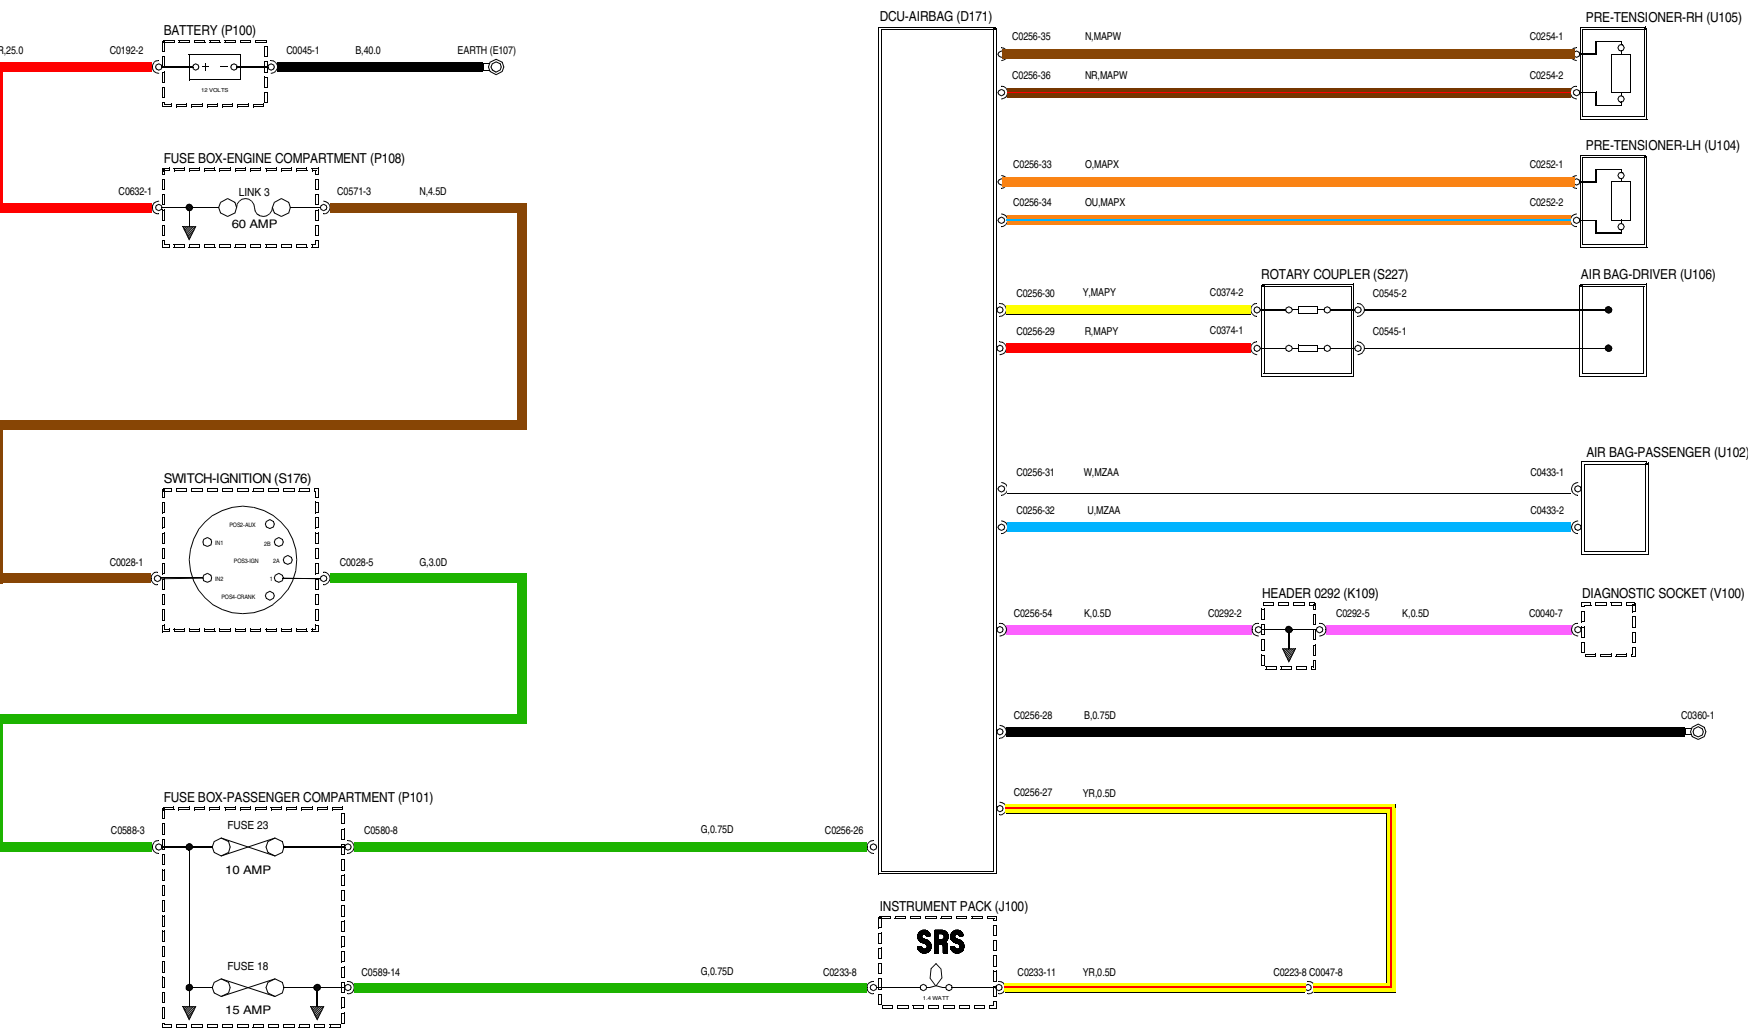 BATTERY (P100)
R,25.0 C0192-2 C0045-1 B,40.0 EARTH (E107)
+ −
12 VOLTS
FUSE BOX-ENGINE COMPARTMENT (P108)
C0632-1 LINK 3 C0571-3 N,4.5D
60 AMP
SWITCH-IGNITION (S176)
POS2-AUX
IN1 2B
POS3-IGN 2A
C0028-1 IN2 1 C0028-5 G,3.0D
POS4-CRANK
FUSE BOX-PASSENGER COMPARTMENT (P101)
C0588-3 FUSE 23 C0580-8 G,0.75D C0256-26
10 AMP
FUSE 18 C0589-14 G,0.75D C0233-8
15 AMP
DCU-AIRBAG (D171)
PRE-TENSIONER-RH (U105)
C0256-35 N,MAPW C0254-1
C0256-36 NR,MAPW C0254-2
PRE-TENSIONER-LH (U104)
C0256-33 O,MAPX C0252-1
C0256-34 OU,MAPX C0252-2
ROTARY COUPLER (S227) AIR BAG-DRIVER (U106)
C0256-30 Y,MAPY C0374-2 C0545-2
C0256-29 R,MAPY C0374-1 C0545-1
AIR BAG-PASSENGER (U102)
C0256-31 W,MZAA C0433-1
C0256-32 U,MZAA C0433-2
HEADER 0292 (K109) DIAGNOSTIC SOCKET (V100)
C0256-54 K,0.5D C0292-2 C0292-5 K,0.5D C0040-7
C0256-28 B,0.75D C0360-1
C0256-27 YR,0.5D
INSTRUMENT PACK (J100)
SRS
1.4 WATT
C0233-11 YR,0.5D C0223-8 C0047-8